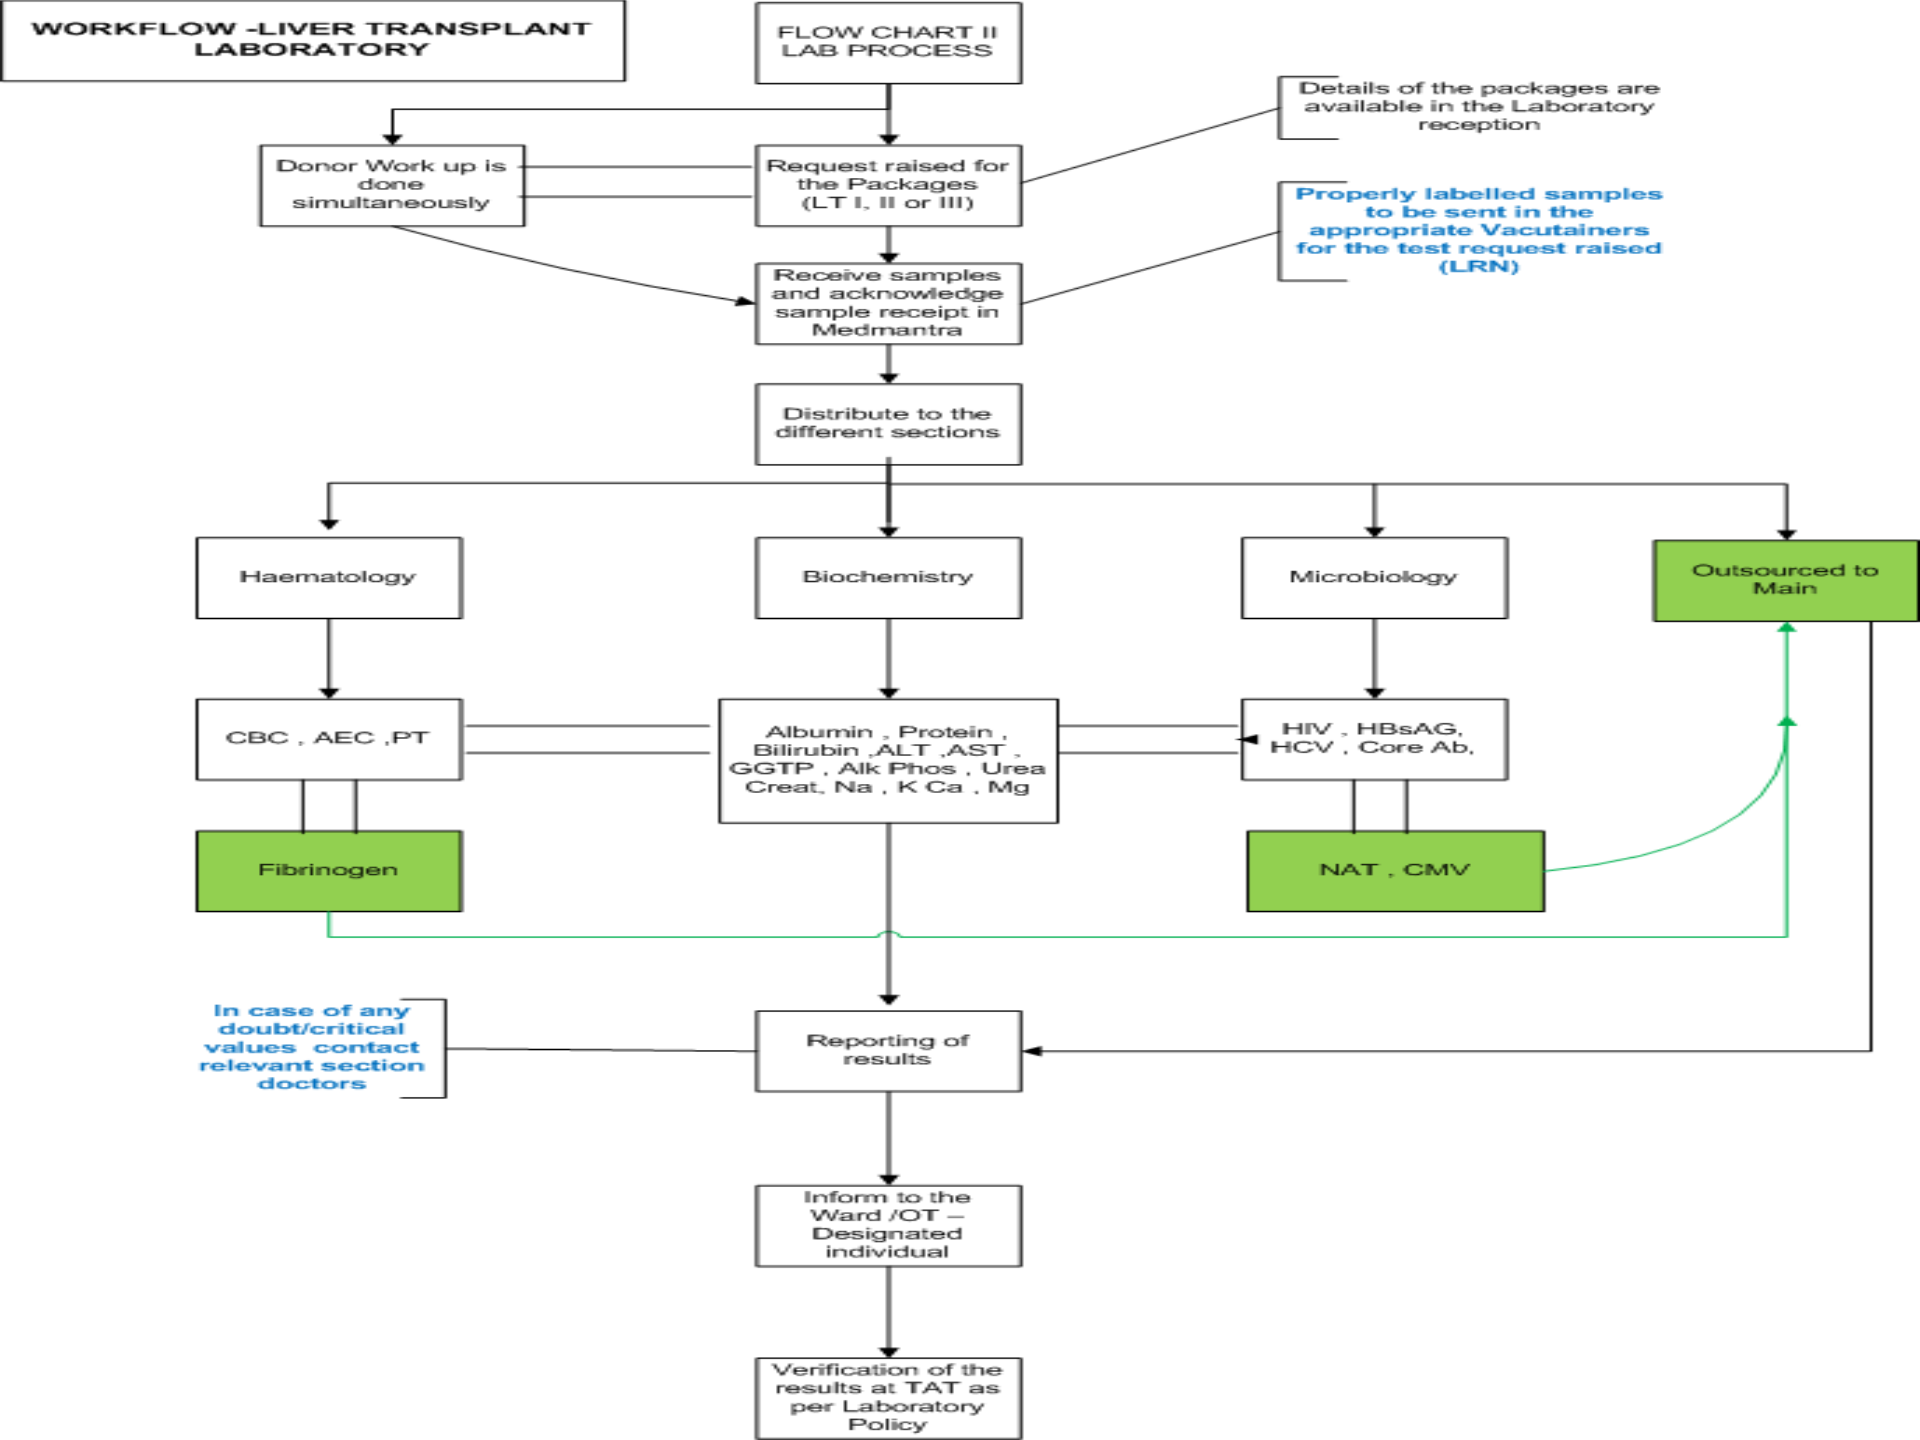 WORKFLOW -LIVER TRANSPLANT
LABORATORY
FLOW CHART II
LAB PROCESS
Details of the packages are
available in the Laboratory
reception
Donor Work up is
done
simultaneously
Request raised for
the Packages
(LT I, II or III)
Properly labelled samples
to be sent in the
appropriate Vacutainers
for the test request raised
(LRN)
Receive samples
and acknowledge
sample receipt in
Medmantra
Distribute to the
different sections
Haematology
Biochemistry
Microbiology
Outsourced to
Main
CBC , AEC ,PT
Albumin , Protein ,
Bilirubin ,ALT ,AST ,
GGTP , Alk Phos , Urea
Creat, Na , K Ca , Mg
HIV , HBsAG,
HCV , Core Ab,
Fibrinogen
NAT , CMV
In case of any
doubt/critical
values contact
relevant section
doctors
Reporting of
results
Inform to the
Ward /OT –
Designated
individual
Verification of the
results at TAT as
per Laboratory
Policy